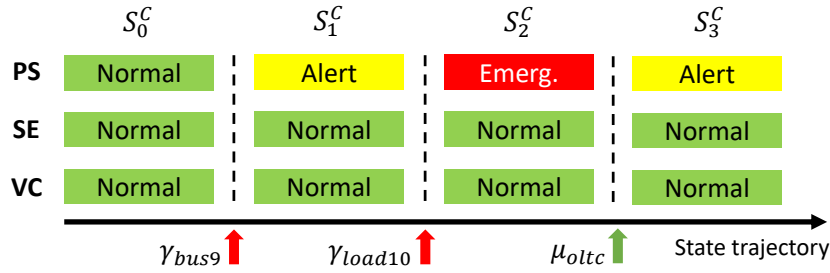 S_0^C S_1^C S_2^C S_3^C
PS Normal Alert Emerg. Alert
SE Normal Normal Normal Normal
VC Normal Normal Normal Normal
γ_bus9 γ_load10 μ_oltc State trajectory